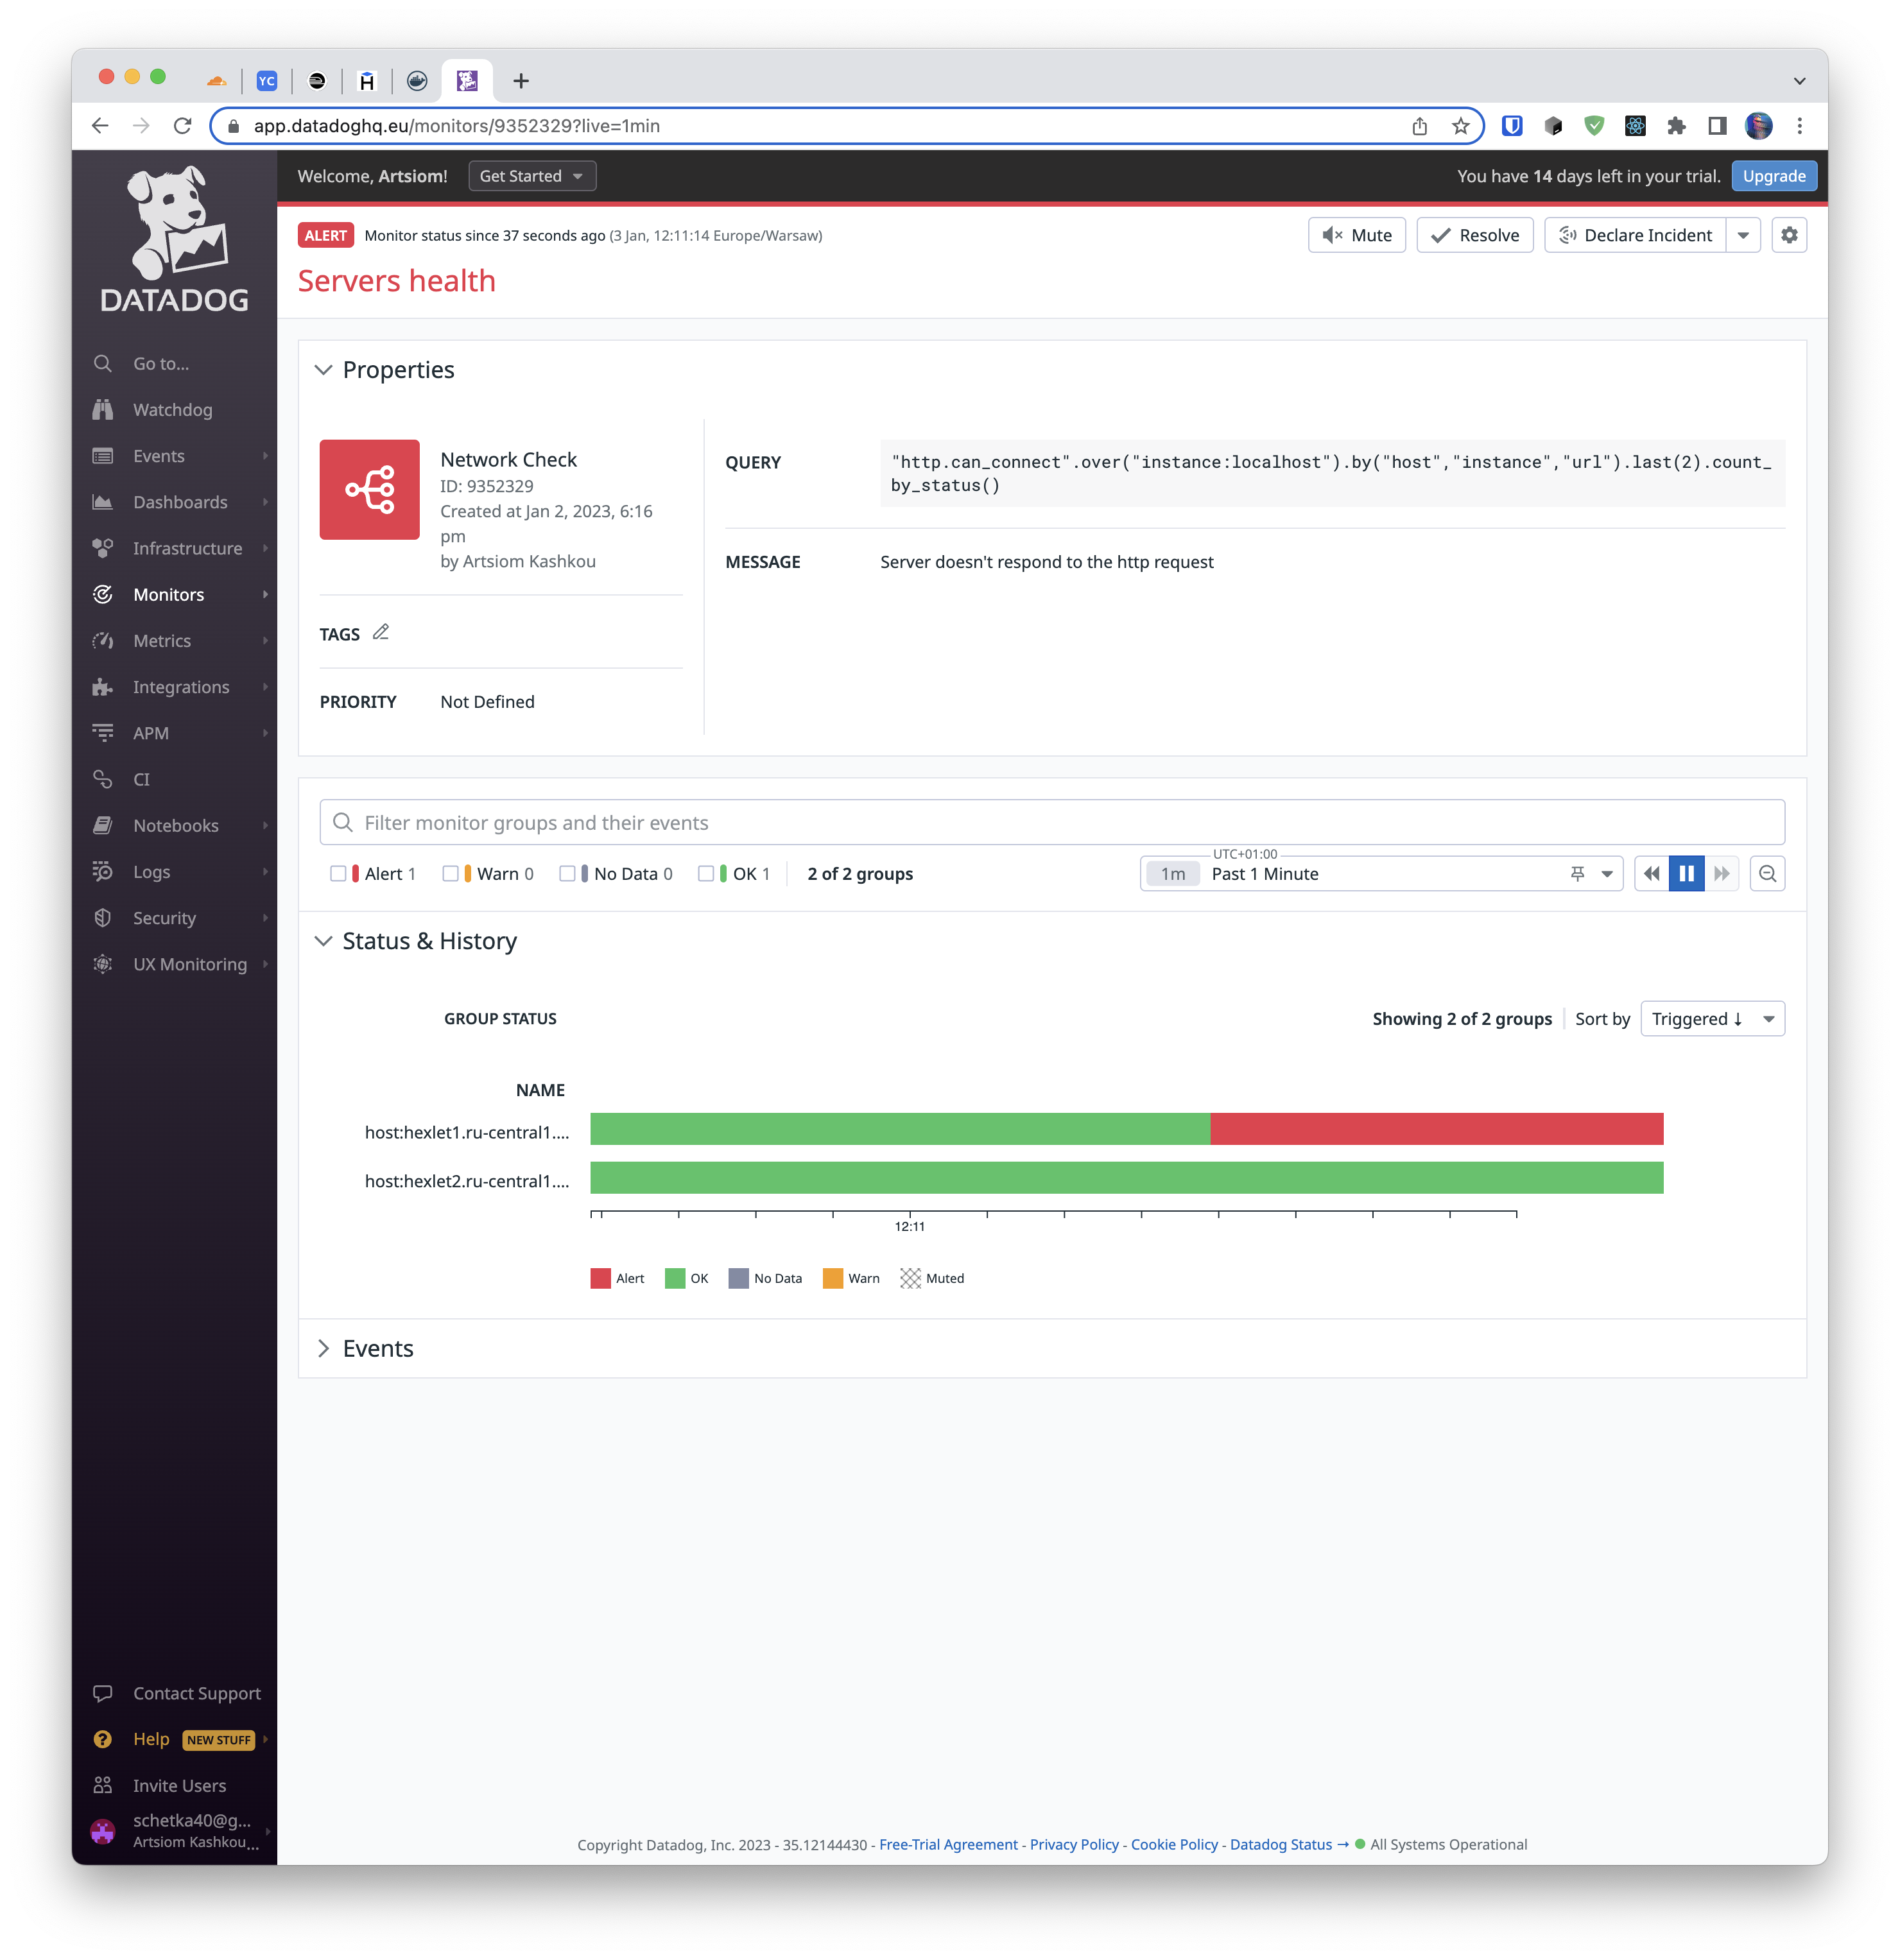 YC
H
app.datadoghq.eu/monitors/9352329?live=1min
DATADOG
Go to...
Watchdog
Events
Dashboards
Infrastructure
Monitors
Metrics
Integrations
APM
CI
Notebooks
Logs
Security
UX Monitoring
Contact Support
Help NEW STUFF
Invite Users
schetka40@g...
Artsiom Kashkou...
Welcome, Artsiom! Get Started You have 14 days left in your trial. Upgrade
ALERT Monitor status since 37 seconds ago (3 Jan, 12:11:14 Europe/Warsaw) Mute Resolve Declare Incident
Servers health
Properties
Network Check
ID: 9352329
Created at Jan 2, 2023, 6:16
pm
by Artsiom Kashkou
TAGS
PRIORITY Not Defined
QUERY "http.can_connect".over("instance:localhost").by("host","instance","url").last(2).count_
by_status()
MESSAGE Server doesn't respond to the http request
Filter monitor groups and their events
Alert 1 Warn 0 No Data 0 OK 1 2 of 2 groups UTC+01:00 1m Past 1 Minute
Status & History
GROUP STATUS Showing 2 of 2 groups Sort by Triggered ↓
NAME
host:hexlet1.ru-central1....
host:hexlet2.ru-central1....
12:11
Alert OK No Data Warn Muted
Events
Copyright Datadog, Inc. 2023 - 35.12144430 - Free-Trial Agreement - Privacy Policy - Cookie Policy - Datadog Status → All Systems Operational